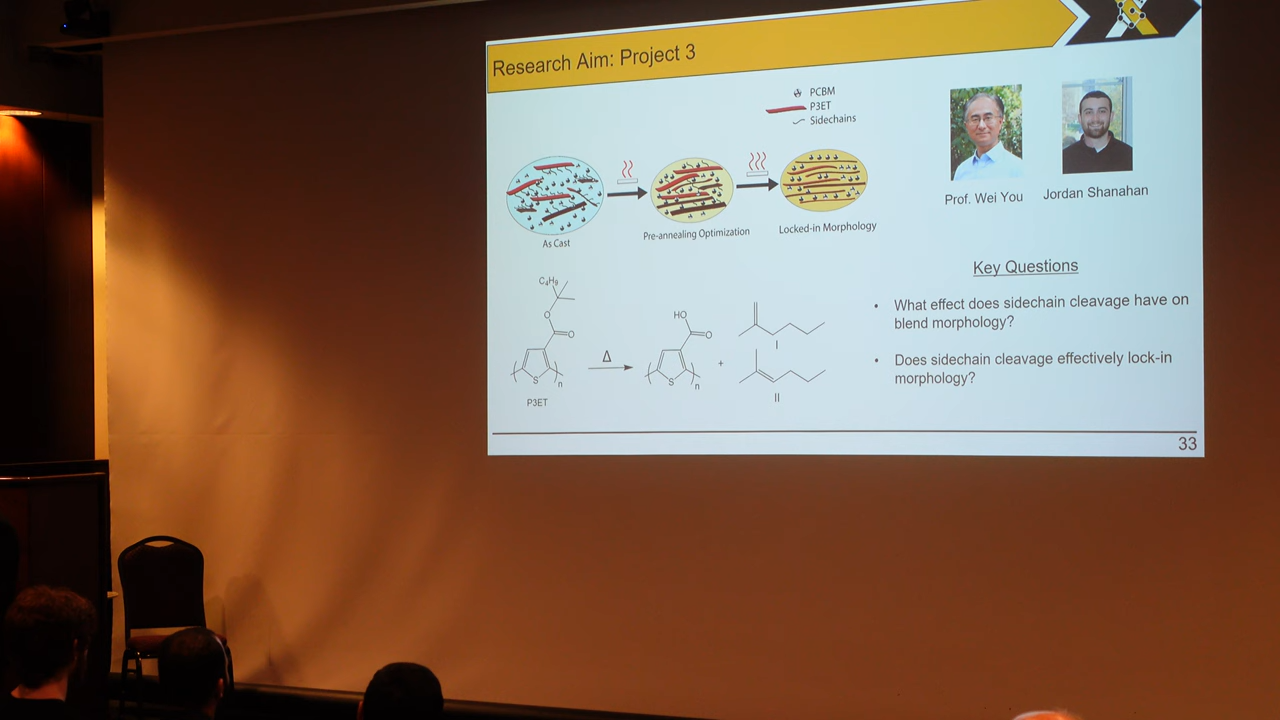 Research Aim: Project 3
PCBM
P3ET
Sidechains
As Cast
Pre-annealing Optimization
Locked-in Morphology
Prof. Wei You
Jordan Shanahan
Key Questions
• What effect does sidechain cleavage have on
blend morphology?
• Does sidechain cleavage effectively lock-in
morphology?
C₄H₉
O
O
S
n
P3ET
Δ
HO
O
S
n
+
I
II
33